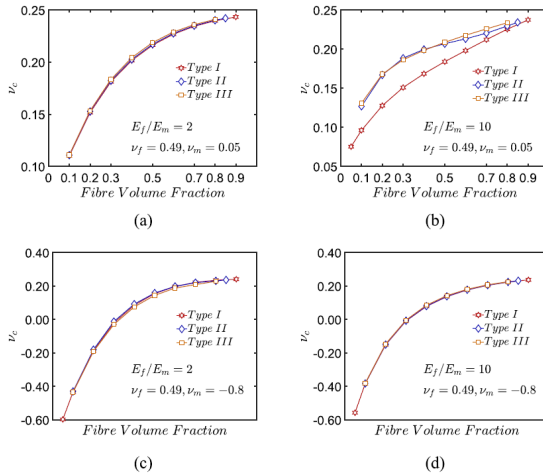 0.25
0.20
0.15
0.10
ν_c
Type I
Type II
Type III
E_f/E_m = 2
ν_f = 0.49, ν_m = 0.05
0 0.1 0.2 0.3 0.5 0.7 0.8 0.9
Fibre Volume Fraction
(a)
0.25
0.20
0.15
0.10
0.05
ν_c
Type I
Type II
Type III
E_f/E_m = 10
ν_f = 0.49, ν_m = 0.05
0 0.1 0.2 0.3 0.5 0.7 0.8 0.9
Fibre Volume Fraction
(b)
0.40
0.20
0.00
-0.20
-0.40
-0.60
ν_c
Type I
Type II
Type III
E_f/E_m = 2
ν_f = 0.49, ν_m = −0.8
Fibre Volume Fraction
(c)
0.40
0.20
0.00
-0.20
-0.40
-0.60
ν_c
Type I
Type II
Type III
E_f/E_m = 10
ν_f = 0.49, ν_m = −0.8
Fibre Volume Fraction
(d)